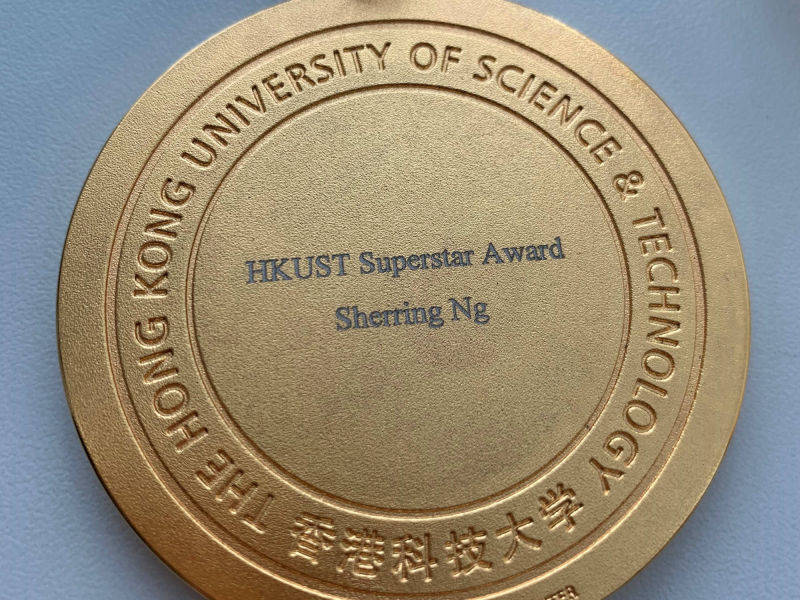 THE HONG KONG UNIVERSITY OF SCIENCE & TECHNOLOGY
HKUST Superstar Award
Sherring Ng
香港科技大学